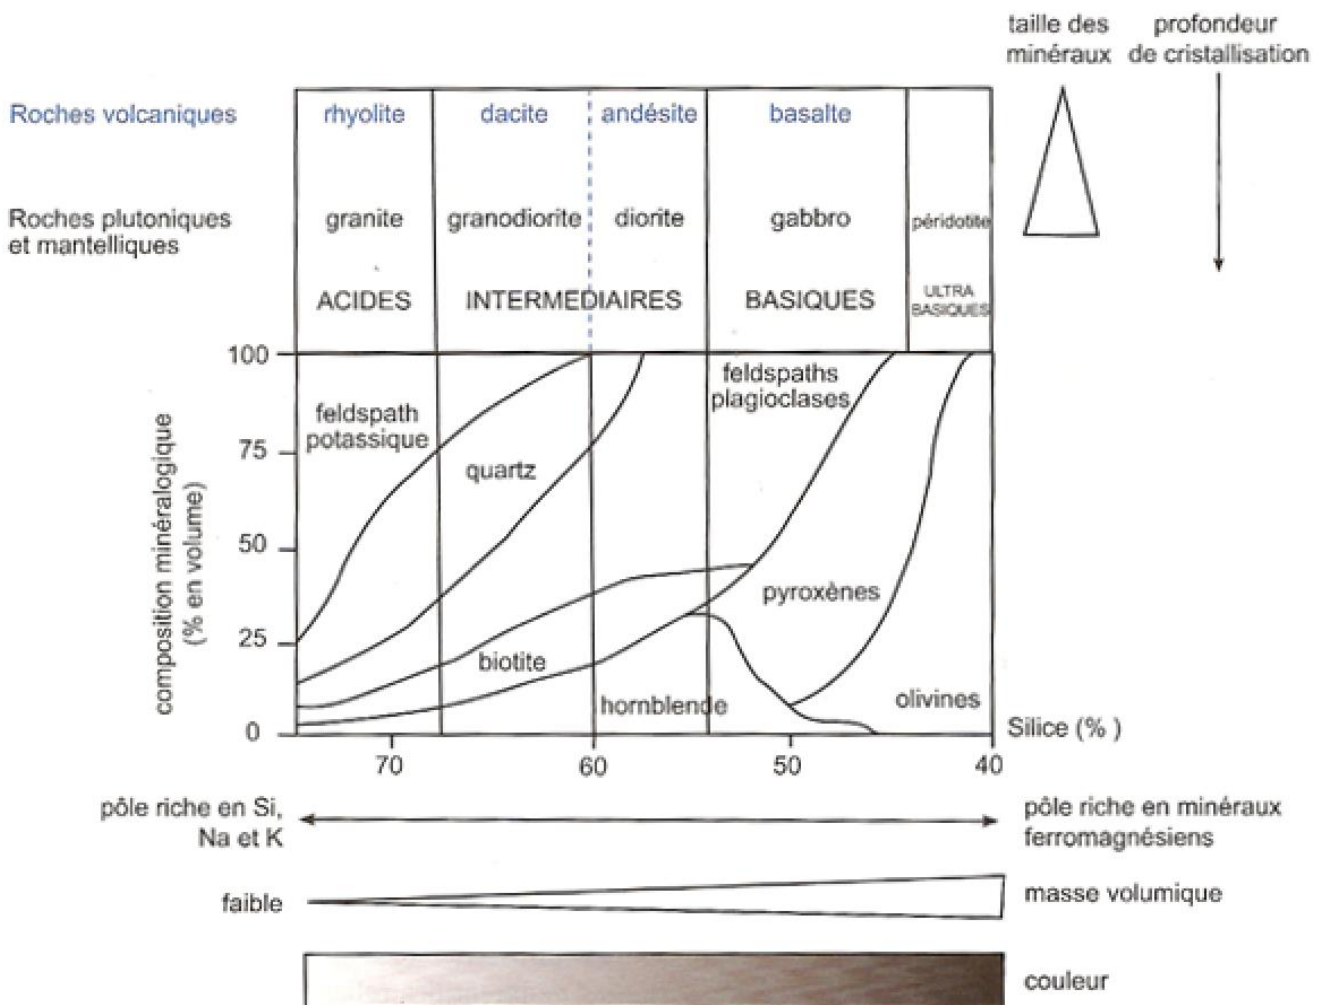 taille des minéraux
profondeur de cristallisation
Roches volcaniques
rhyolite
dacite
andésite
basalte
Roches plutoniques
et mantelliques
granite
granodiorite
diorite
gabbro
péridotite
ACIDES
INTERMEDIAIRES
BASIQUES
ULTRA
BASIQUES
composition minéralogique
(% en volume)
100
75
50
25
0
feldspath
potassique
quartz
feldspaths
plagioclases
biotite
hornblende
pyroxènes
olivines
Silice (% )
70
60
50
40
pôle riche en Si,
Na et K
pôle riche en minéraux
ferromagnésiens
faible
masse volumique
couleur